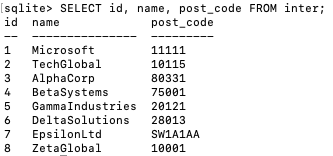 [sqlite> SELECT id, name, post_code FROM inter;
id  name             post_code
--  ---------------  ---------
1   Microsoft        11111
2   TechGlobal       10115
3   AlphaCorp        80331
4   BetaSystems      75001
5   GammaIndustries  20121
6   DeltaSolutions   28013
7   EpsilonLtd       SW1A1AA
8   ZetaGlobal       10001